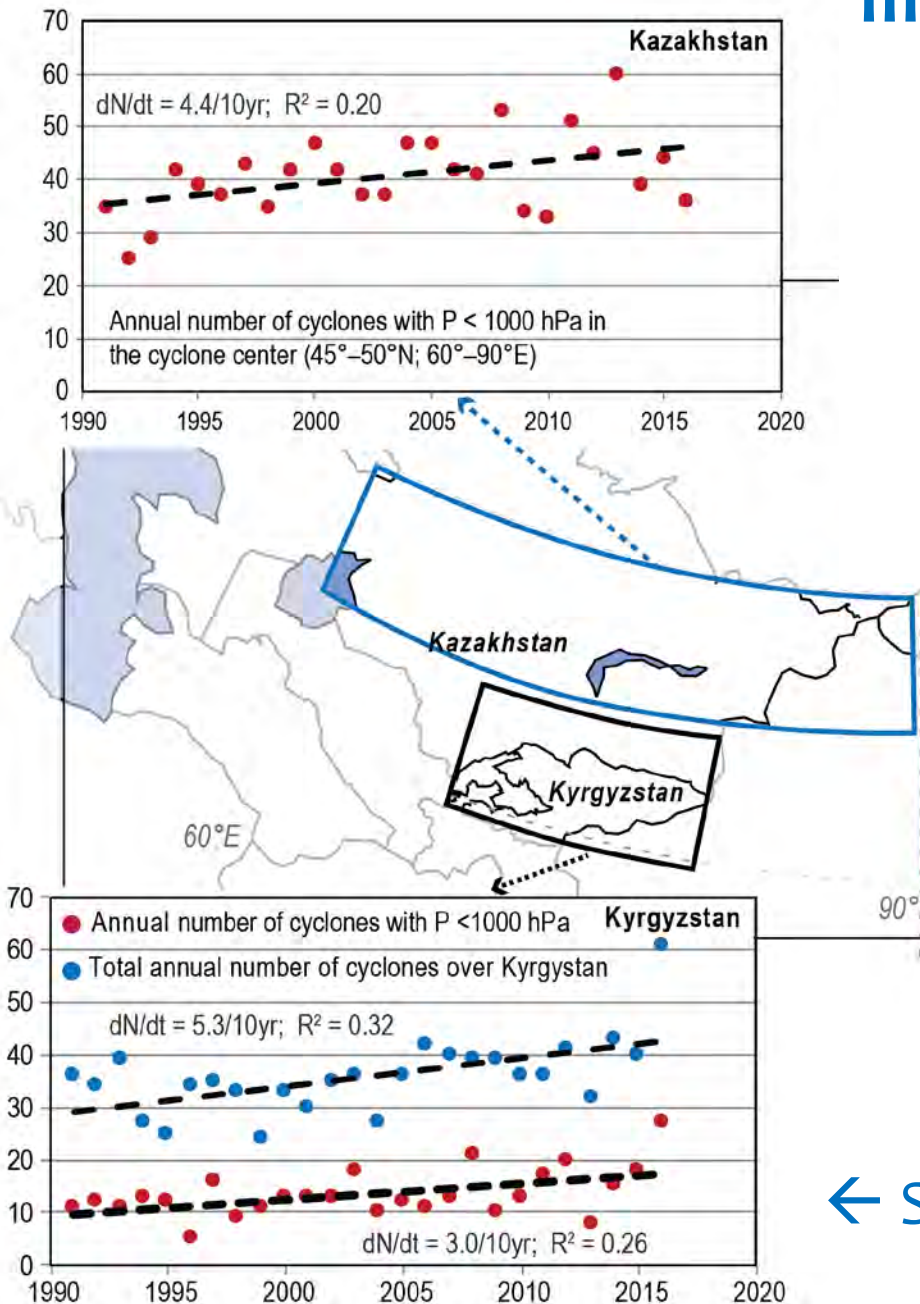 70
60
50
40
30
20
10
0
Kazakhstan
dN/dt = 4.4/10yr; R² = 0.20
Annual number of cyclones with P < 1000 hPa in
the cyclone center (45°–50°N; 60°–90°E)
1990 1995 2000 2005 2010 2015 2020
Kazakhstan
Kyrgyzstan
60°E
90°
70
60
50
40
30
20
10
0
Annual number of cyclones with P <1000 hPa Kyrgyzstan
Total annual number of cyclones over Kyrgystan
dN/dt = 5.3/10yr; R² = 0.32
dN/dt = 3.0/10yr; R² = 0.26
1990 1995 2000 2005 2010 2015 2020
← S